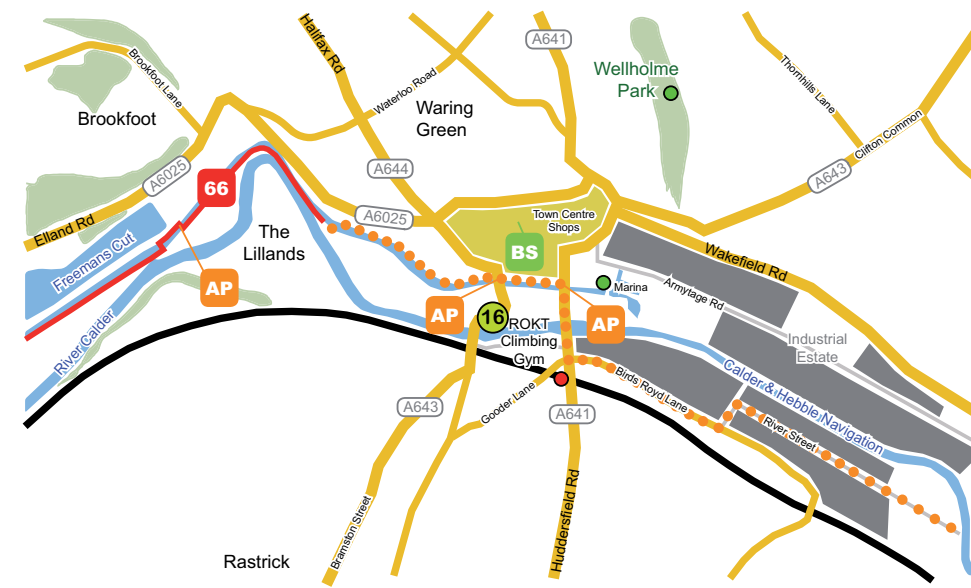 Halifax Rd
A641
Wellholme
Park
Brookfoot Lane
Thornhills Lane
Waterloo Road
Waring
Green
Brookfoot
Clifton Common
A6025
A644
A643
66
A6025
Town Centre
Shops
Elland Rd
The
Lillands
Freemans Cut
BS
Wakefield Rd
AP
Marina
Armytage Rd
AP
16
ROKT
Climbing
Gym
AP
River Calder
Industrial
Estate
Birds Royd Lane
Calder & Hebble Navigation
A643
Gooder Lane
A641
River Street
Bramston Street
Huddersfield Rd
Rastrick